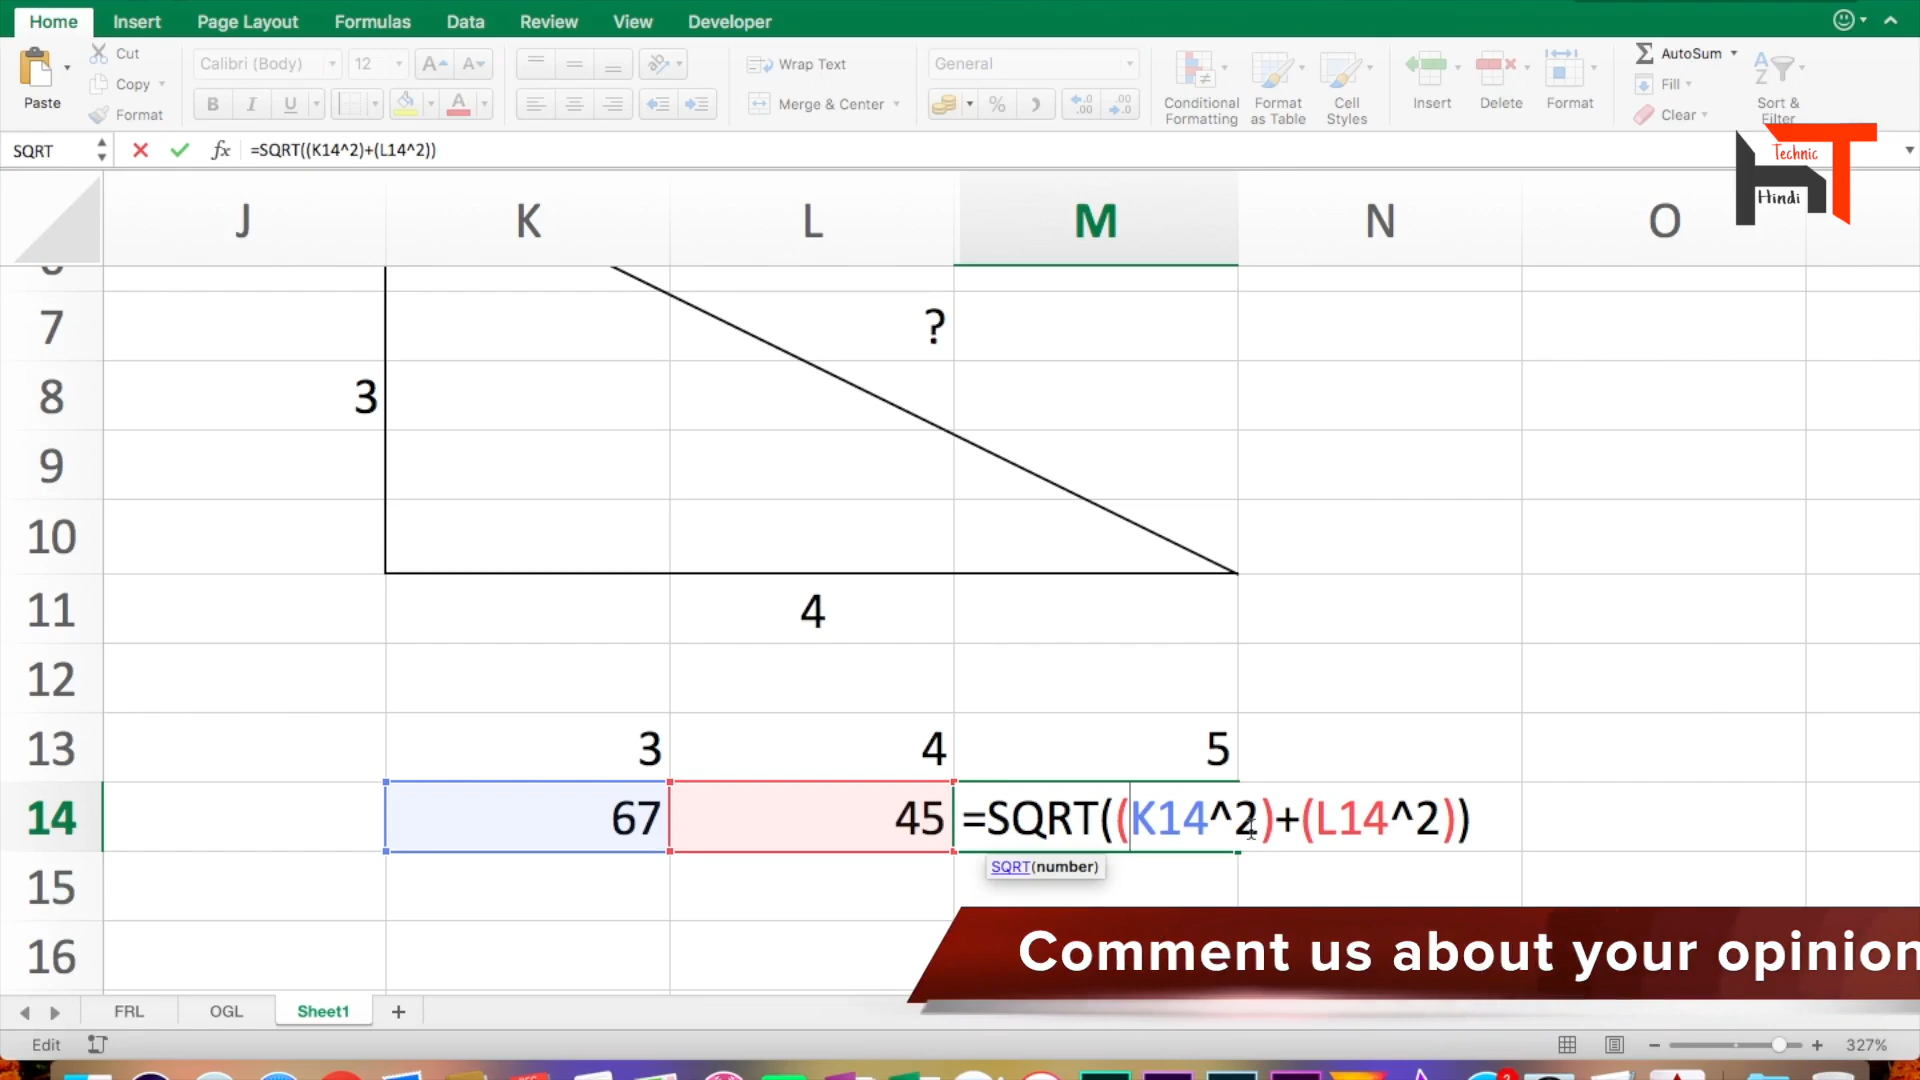 Home Insert Page Layout Formulas Data Review View Developer
Cut
Calibri (Body) 12 A A
Wrap Text
General
AutoSum
Copy
Fill
Paste
Format
B I U A
Merge & Center
%
.00 .00
Conditional Formatting
Format as Table
Cell Styles
Insert
Delete
Format
Clear
Sort & Filter
SQRT fx =SQRT((K14^2)+(L14^2))
Technic
Hindi
J K L M N O
7 ?
8 3
9
10
11 4
12
13 3 4 5
14 67 45 =SQRT((K14^2)+(L14^2))
SQRT(number)
15
16
Comment us about your opinion
FRL OGL Sheet1 +
Edit
327%